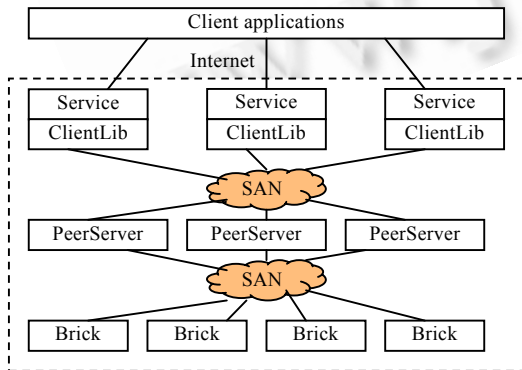 Client applications
Internet
Service Service Service
ClientLib ClientLib ClientLib
SAN
PeerServer PeerServer PeerServer
SAN
Brick Brick Brick Brick